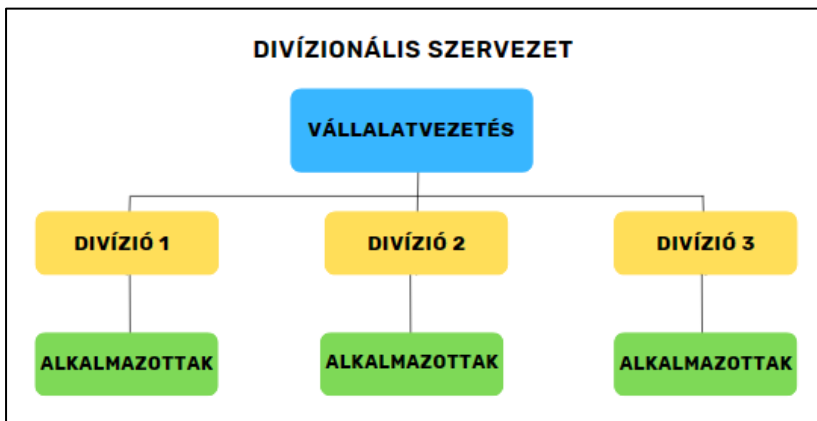 DIVÍZIONÁLIS SZERVEZET
VÁLLALATVEZETÉS
DIVÍZIÓ 1
DIVÍZIÓ 2
DIVÍZIÓ 3
ALKALMAZOTTAK
ALKALMAZOTTAK
ALKALMAZOTTAK